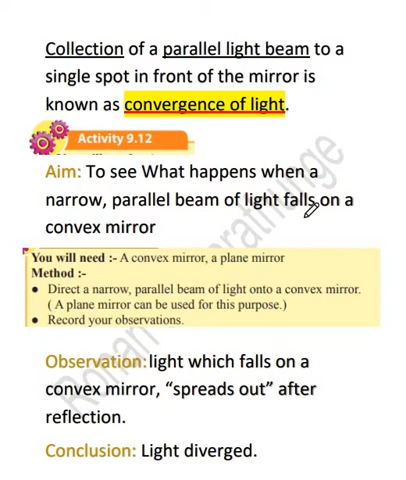 Collection of a parallel light beam to a
single spot in front of the mirror is
known as convergence of light.
Activity 9.12
Aim: To see What happens when a
narrow, parallel beam of light falls on a
convex mirror
You will need :- A convex mirror, a plane mirror
Method :-
● Direct a narrow, parallel beam of light onto a convex mirror.
( A plane mirror can be used for this purpose.)
● Record your observations.
Observation: light which falls on a
convex mirror, “spreads out” after
reflection.
Conclusion: Light diverged.